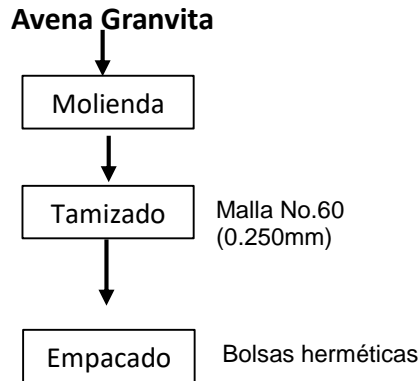 Avena Granvita
Molienda
Tamizado
Malla No.60
(0.250mm)
Empacado
Bolsas herméticas